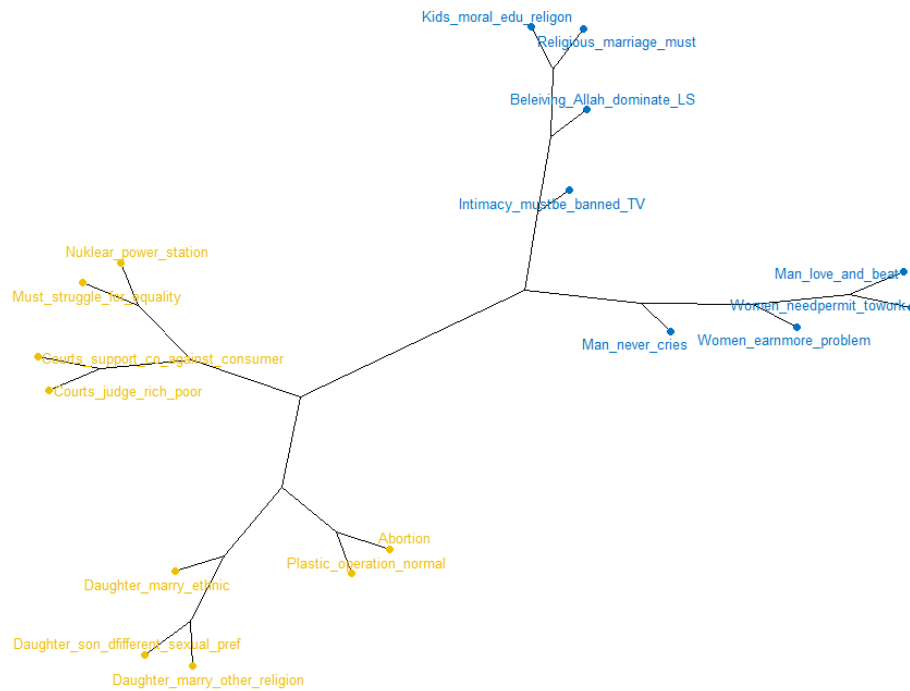 Kids_moral_edu_religon
Religious_marriage_must
Beleiving_Allah_dominate_LS
Intimacy_mustbe_banned_TV
Nuklear_power_station
Man_love_and_beat
Must_struggle_for_equality
Women_needpermit_towork
Women_earnmore_problem
Man_never_cries
Courts_support_co_against_consumer
Courts_judge_rich_poor
Abortion
Plastic_operation_normal
Daughter_marry_ethnic
Daughter_son_dfifferent_sexual_pref
Daughter_marry_other_religion